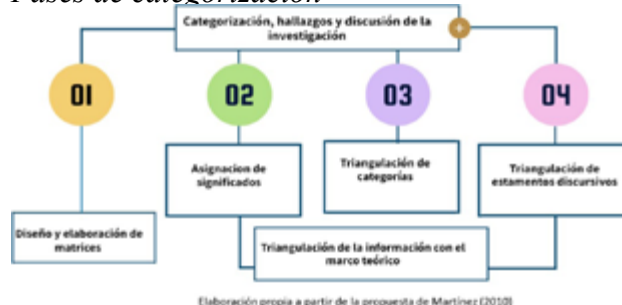 Fases de categorización
Categorización, hallazgos y discusión de la
investigación
+
01
02
03
04
Asignacion de
significados
Triangulación de
categorías
Triangulación de
estamentos discursivos
Diseño y elaboración de
matrices
Triangulación de la información con el
marco teórico
Elaboración propia a partir de la propuesta de Martínez (2010)